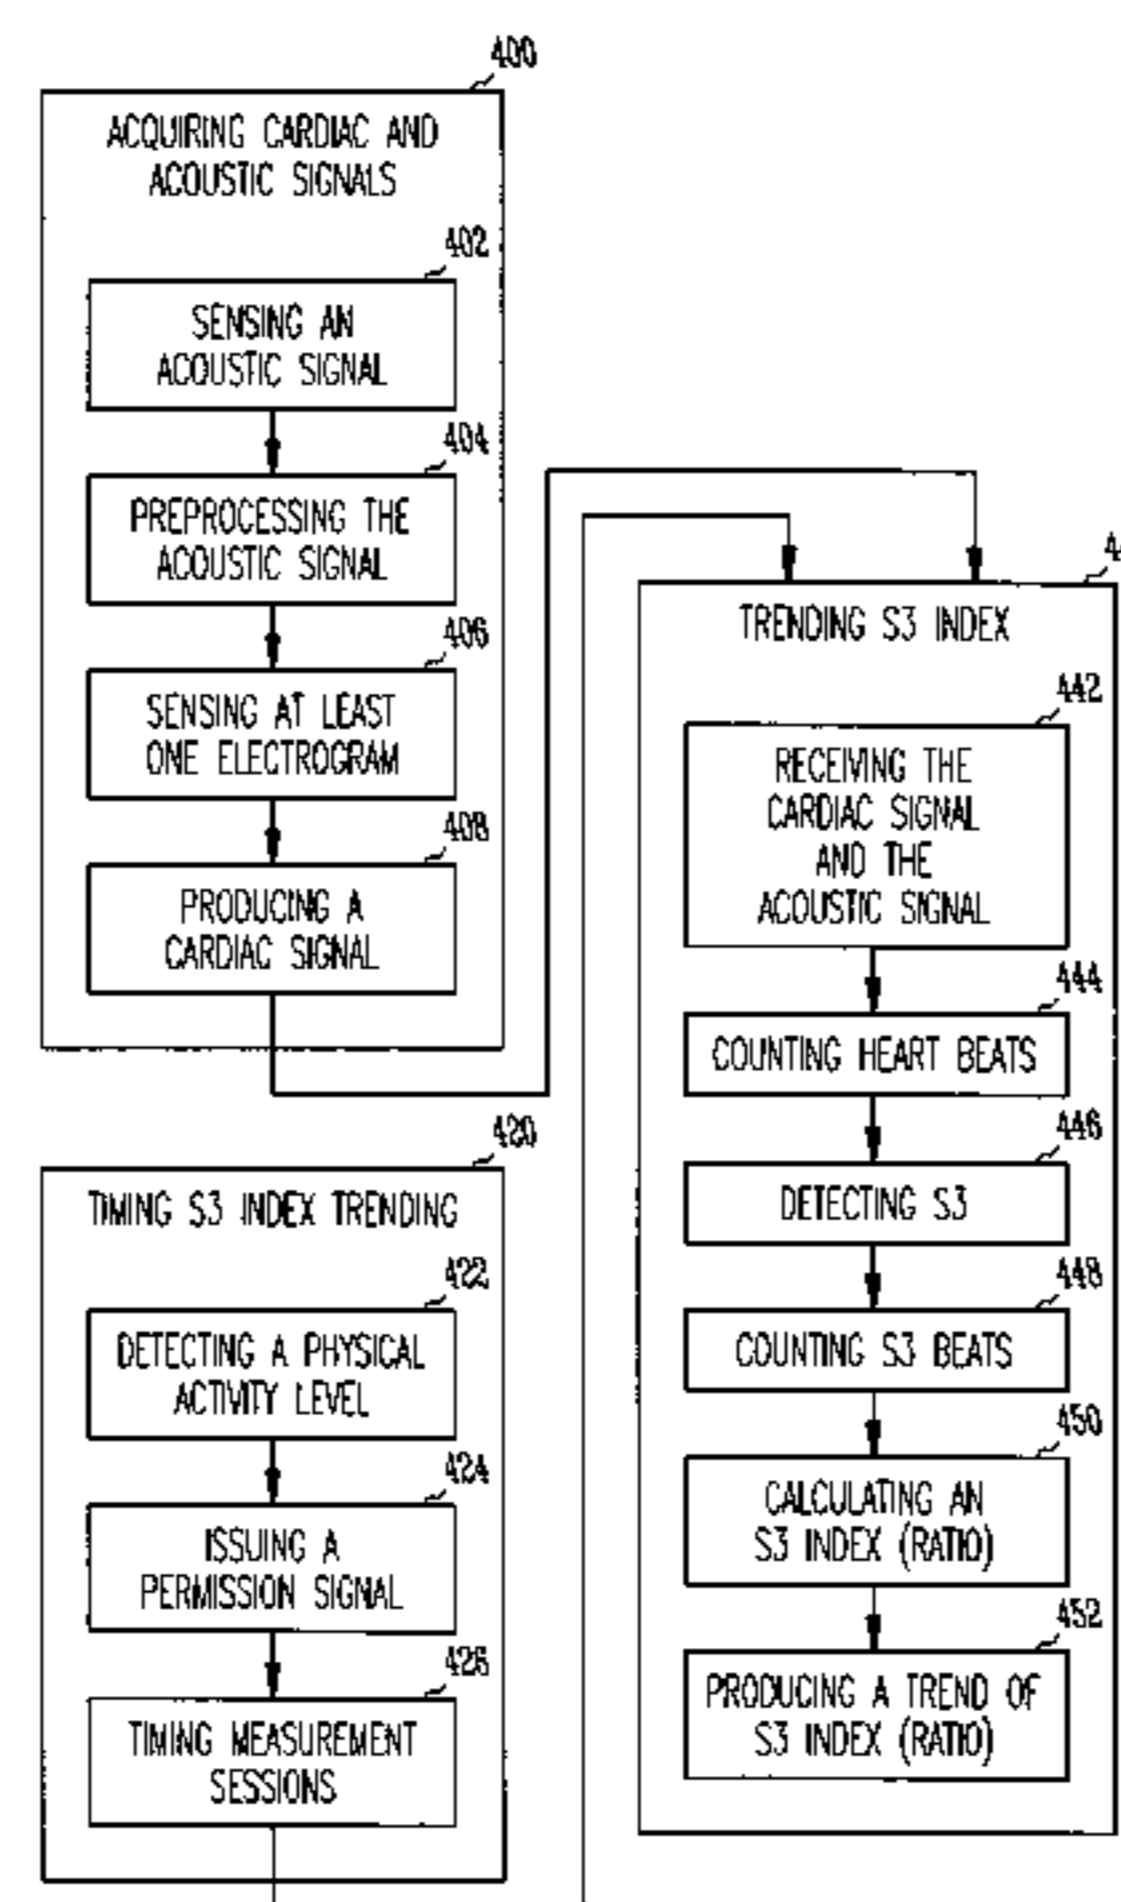 400
ACQUIRING CARDIAC AND
ACOUSTIC SIGNALS
402
SENSING AN
ACOUSTIC SIGNAL
404
PREPROCESSING THE
ACOUSTIC SIGNAL
406
SENSING AT LEAST
ONE ELECTROGRAM
408
PRODUCING A
CARDIAC SIGNAL
420
TIMING S3 INDEX TRENDING
422
DETECTING A PHYSICAL
ACTIVITY LEVEL
424
ISSUING A
PERMISSION SIGNAL
426
TIMING MEASUREMENT
SESSIONS
TRENDING S3 INDEX
442
RECEIVING THE
CARDIAC SIGNAL
AND THE
ACOUSTIC SIGNAL
444
COUNTING HEART BEATS
446
DETECTING S3
448
COUNTING S3 BEATS
450
CALCULATING AN
S3 INDEX (RATIO)
452
PRODUCING A TREND OF
S3 INDEX (RATIO)